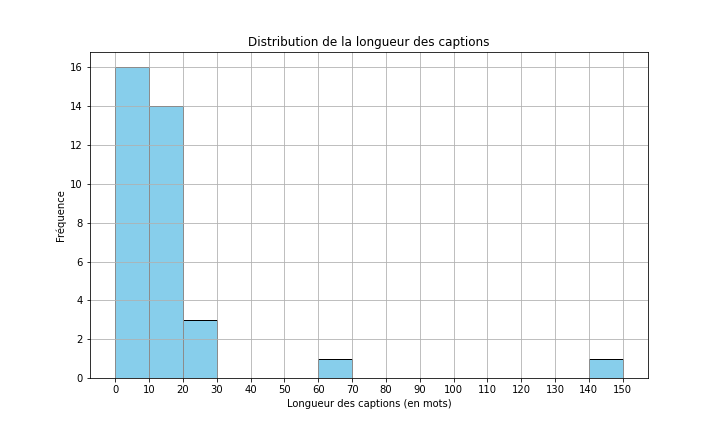 Distribution de la longueur des captions
16
14
12
10
8
6
4
2
0
Fréquence
0 10 20 30 40 50 60 70 80 90 100 110 120 130 140 150
Longueur des captions (en mots)